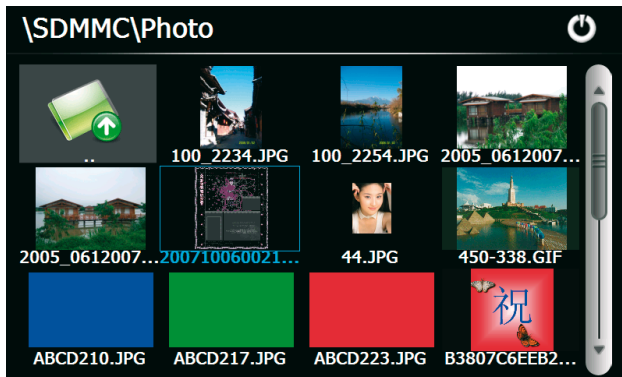 \SDMMC\Photo
..
100_2234.JPG
100_2254.JPG
2005_0612007...
2005_0612007...
200710060021...
44.JPG
450-338.GIF
祝
ABCD210.JPG
ABCD217.JPG
ABCD223.JPG
B3807C6EEB2...